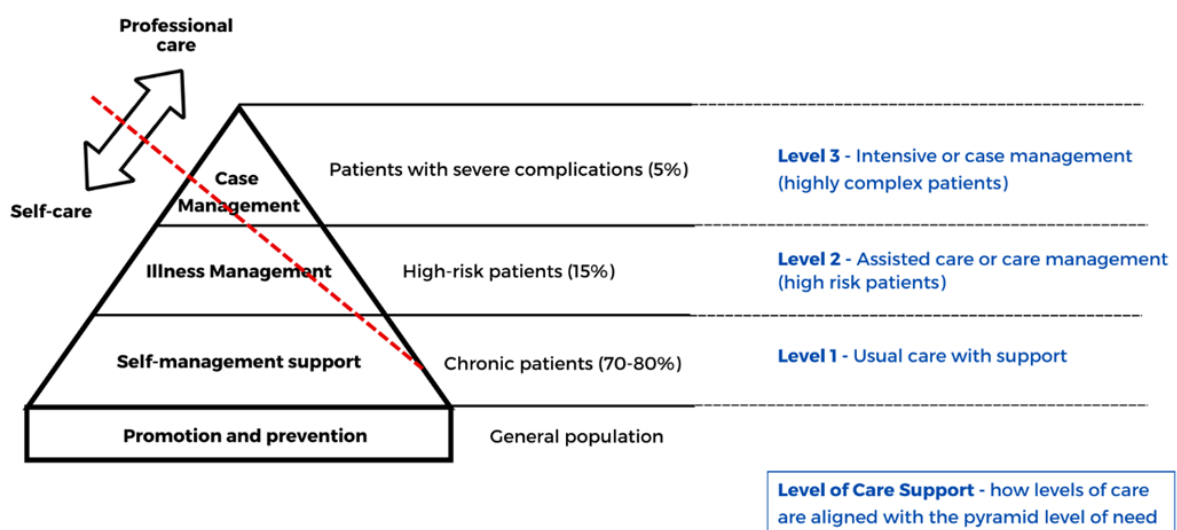 Professional
care
Self-care
Case
Management
Patients with severe complications (5%)
Level 3 - Intensive or case management
(highly complex patients)
Illness Management
High-risk patients (15%)
Level 2 - Assisted care or care management
(high risk patients)
Self-management support
Chronic patients (70-80%)
Level 1 - Usual care with support
Promotion and prevention
General population
Level of Care Support - how levels of care
are aligned with the pyramid level of need